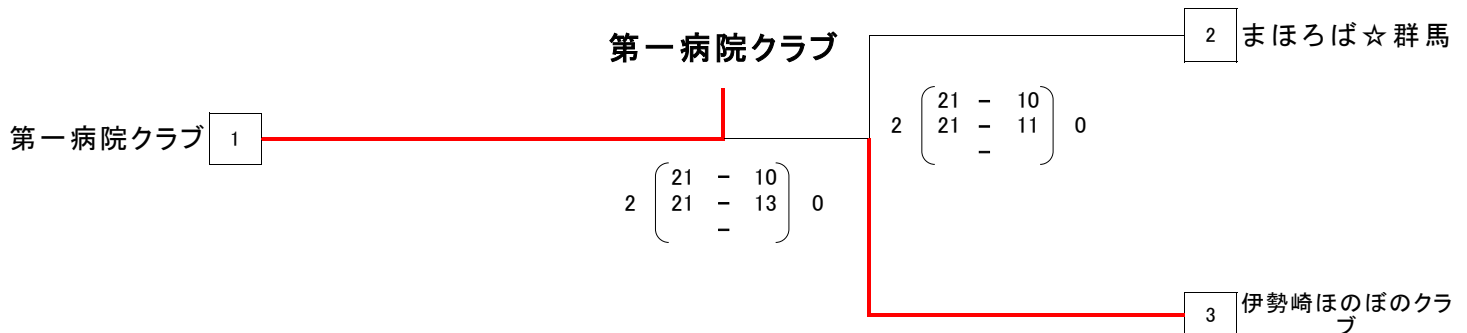 第一病院クラブ
2 まほろば☆群馬
21 － 10
2 21 － 11 0
－
第一病院クラブ 1
21 － 10
2 21 － 13 0
－
3 伊勢崎ほのぼのクラ
ブ